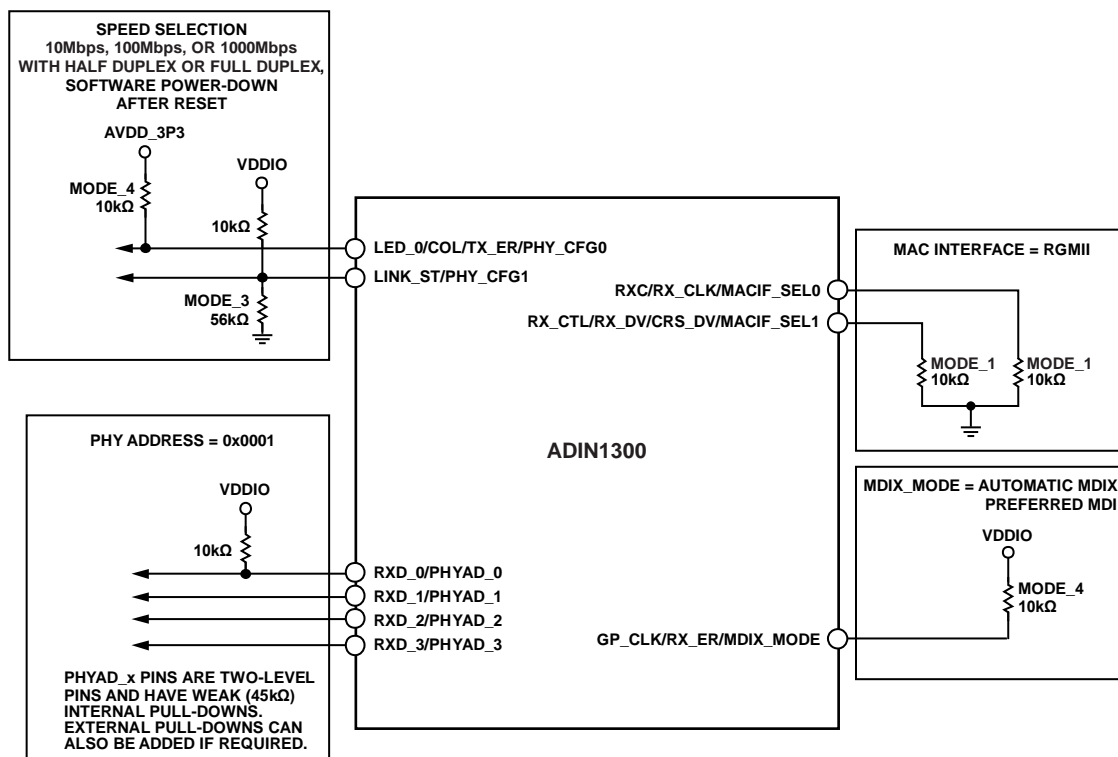 SPEED SELECTION
10Mbps, 100Mbps, OR 1000Mbps
WITH HALF DUPLEX OR FULL DUPLEX,
SOFTWARE POWER-DOWN
AFTER RESET
AVDD_3P3
VDDIO
MODE_4
10kΩ
10kΩ
LED_0/COL/TX_ER/PHY_CFG0
LINK_ST/PHY_CFG1
MODE_3
56kΩ
MAC INTERFACE = RGMII
RXC/RX_CLK/MACIF_SEL0
RX_CTL/RX_DV/CRS_DV/MACIF_SEL1
MODE_1
10kΩ
MODE_1
10kΩ
ADIN1300
PHY ADDRESS = 0x0001
VDDIO
10kΩ
RXD_0/PHYAD_0
RXD_1/PHYAD_1
RXD_2/PHYAD_2
RXD_3/PHYAD_3
PHYAD_x PINS ARE TWO-LEVEL
PINS AND HAVE WEAK (45kΩ)
INTERNAL PULL-DOWNS.
EXTERNAL PULL-DOWNS CAN
ALSO BE ADDED IF REQUIRED.
MDIX_MODE = AUTOMATIC MDIX
PREFERRED MDI
VDDIO
MODE_4
10kΩ
GP_CLK/RX_ER/MDIX_MODE